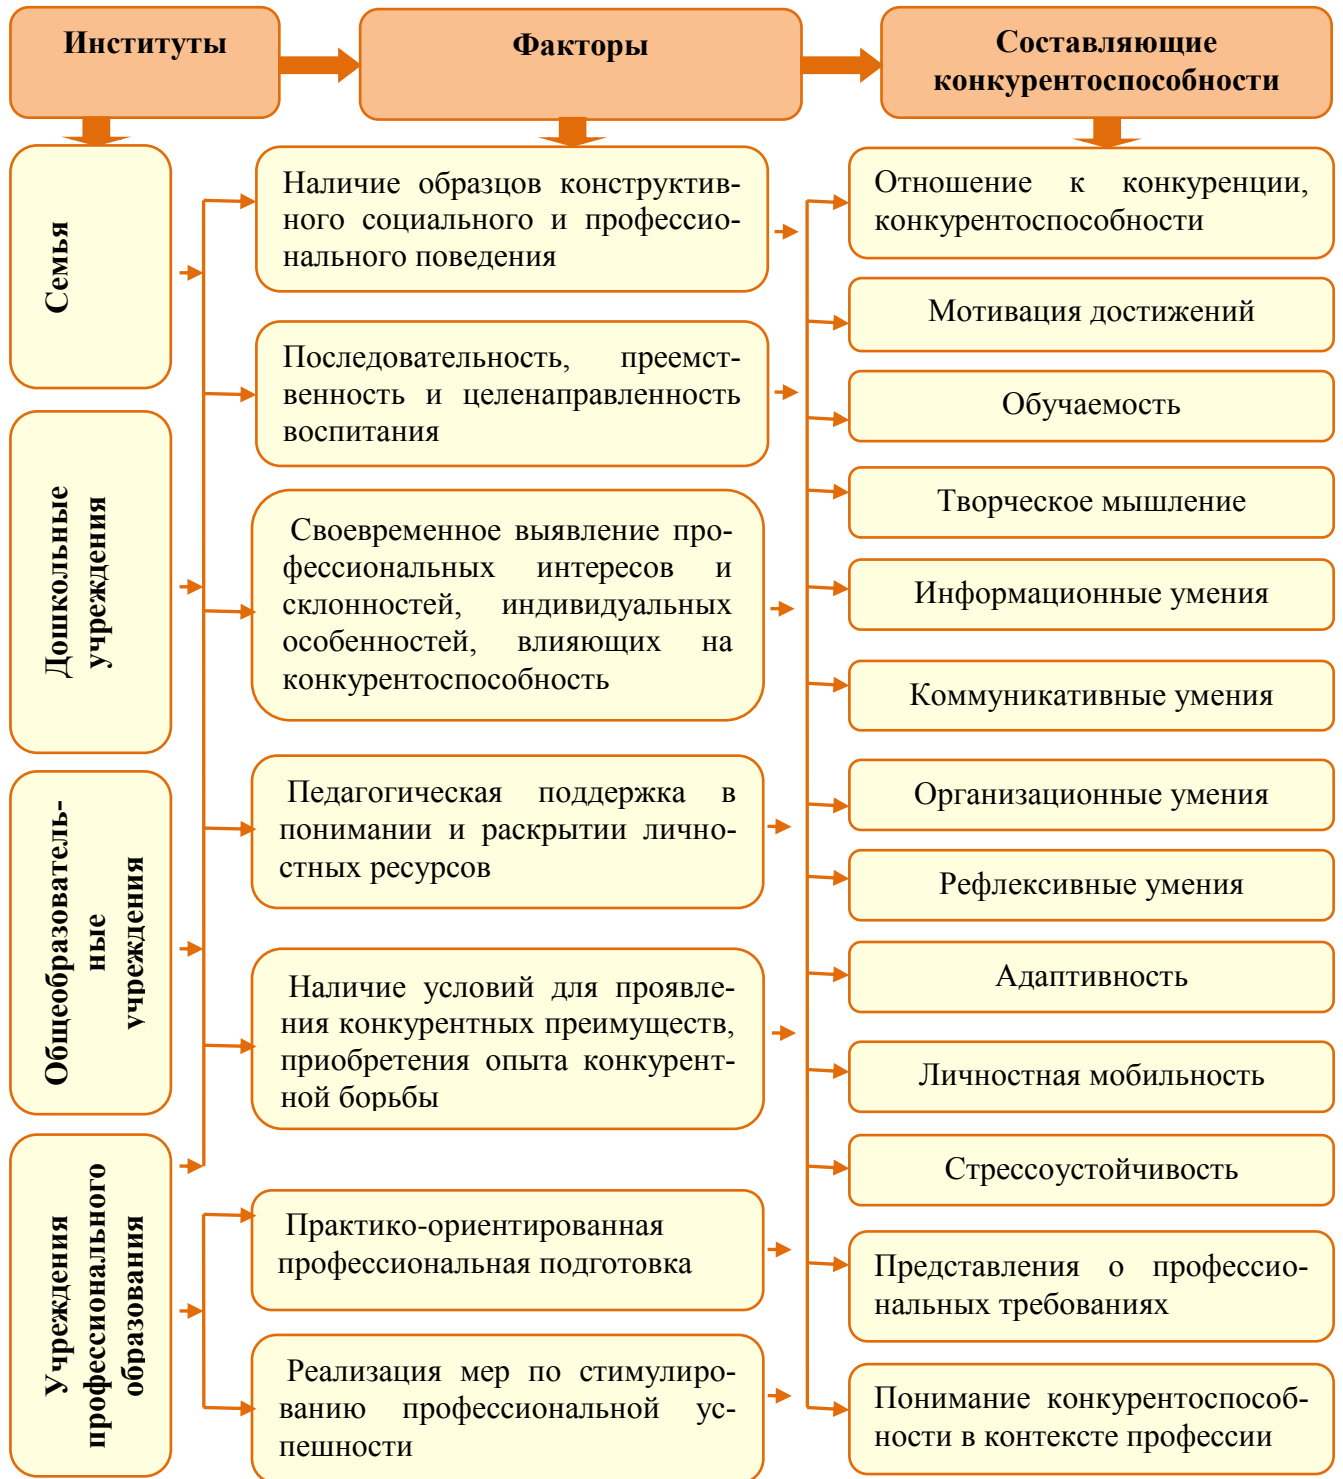 Институты
Факторы
Составляющие
конкурентоспособности
Семья
Дошкольные
учреждения
Общеобразователь-
ные
учреждения
Учреждения
профессионального
образования
Наличие образцов конструктив-
ного социального и профессио-
нального поведения
Последовательность, преемст-
венность и целенаправленность
воспитания
Своевременное выявление про-
фессиональных интересов и
склонностей, индивидуальных
особенностей, влияющих на
конкурентоспособность
Педагогическая поддержка в
понимании и раскрытии лично-
стных ресурсов
Наличие условий для проявле-
ния конкурентных преимуществ,
приобретения опыта конкурент-
ной борьбы
Практико-ориентированная
профессиональная подготовка
Реализация мер по стимулиро-
ванию профессиональной ус-
пешности
Отношение к конкуренции,
конкурентоспособности
Мотивация достижений
Обучаемость
Творческое мышление
Информационные умения
Коммуникативные умения
Организационные умения
Рефлексивные умения
Адаптивность
Личностная мобильность
Стрессоустойчивость
Представления о професcио-
нальных требованиях
Понимание конкурентоспособ-
ности в контексте профессии